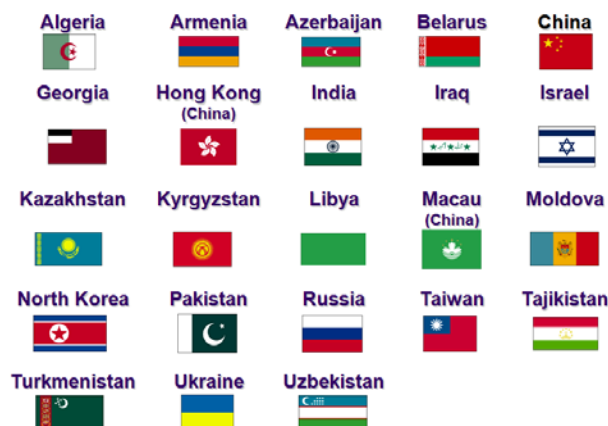 Algeria
Armenia
Azerbaijan
Belarus
China
Georgia
Hong Kong
(China)
India
Iraq
Israel
Kazakhstan
Kyrgyzstan
Libya
Macau
(China)
Moldova
North Korea
Pakistan
Russia
Taiwan
Tajikistan
Turkmenistan
Ukraine
Uzbekistan